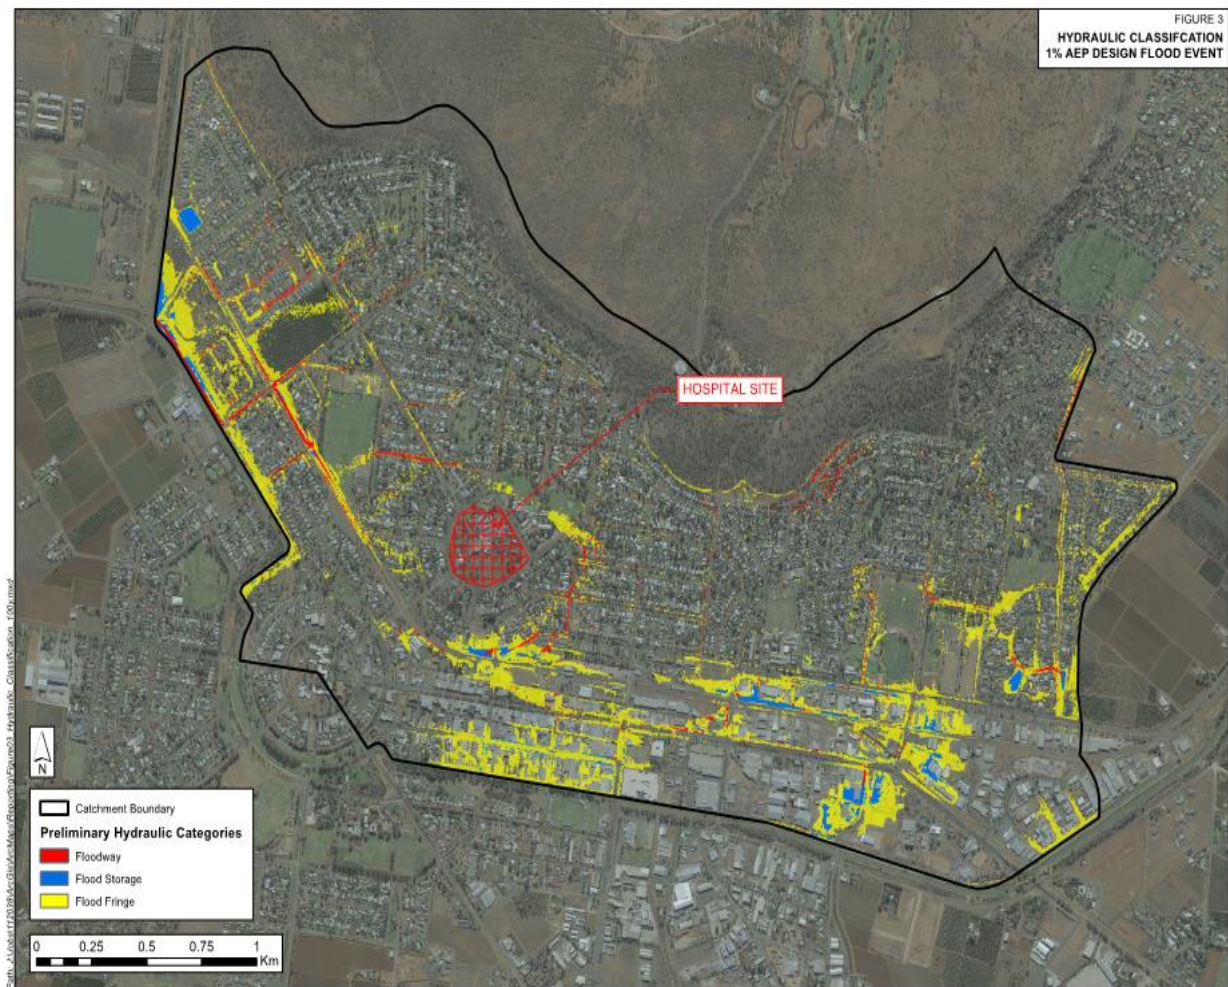 FIGURE 3
HYDRAULIC CLASSIFCATION
1% AEP DESIGN FLOOD EVENT
HOSPITAL SITE
N
Catchment Boundary
Preliminary Hydraulic Categories
Floodway
Flood Storage
Flood Fringe
0 0.25 0.5 0.75 1
Km